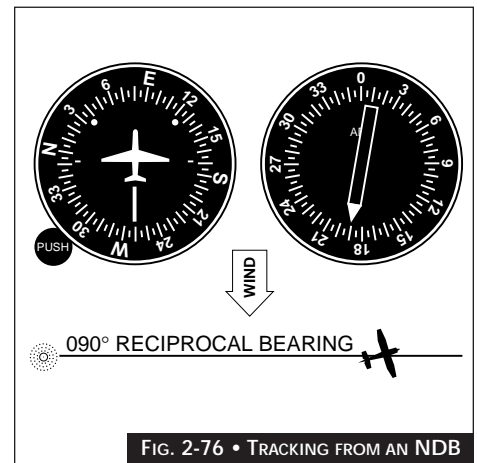 E
6
12
3
15
N
S
33
21
30
24
W
PUSH
0
33
3
30
6
27
9
24
12
21
15
18
WIND
090° RECIPROCAL BEARING
FIG. 2-76 • TRACKING FROM AN NDB